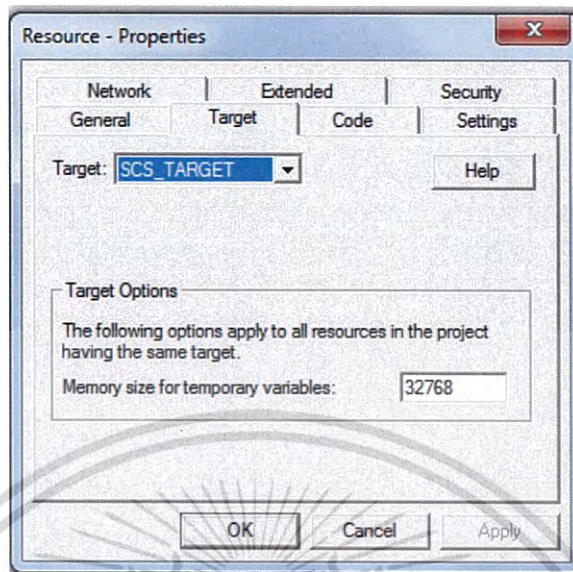 Resource - Properties
Network Extended Security
General Target Code Settings
Target: SCS_TARGET Help
Target Options
The following options apply to all resources in the project
having the same target.
Memory size for temporary variables: 32768
OK Cancel Apply